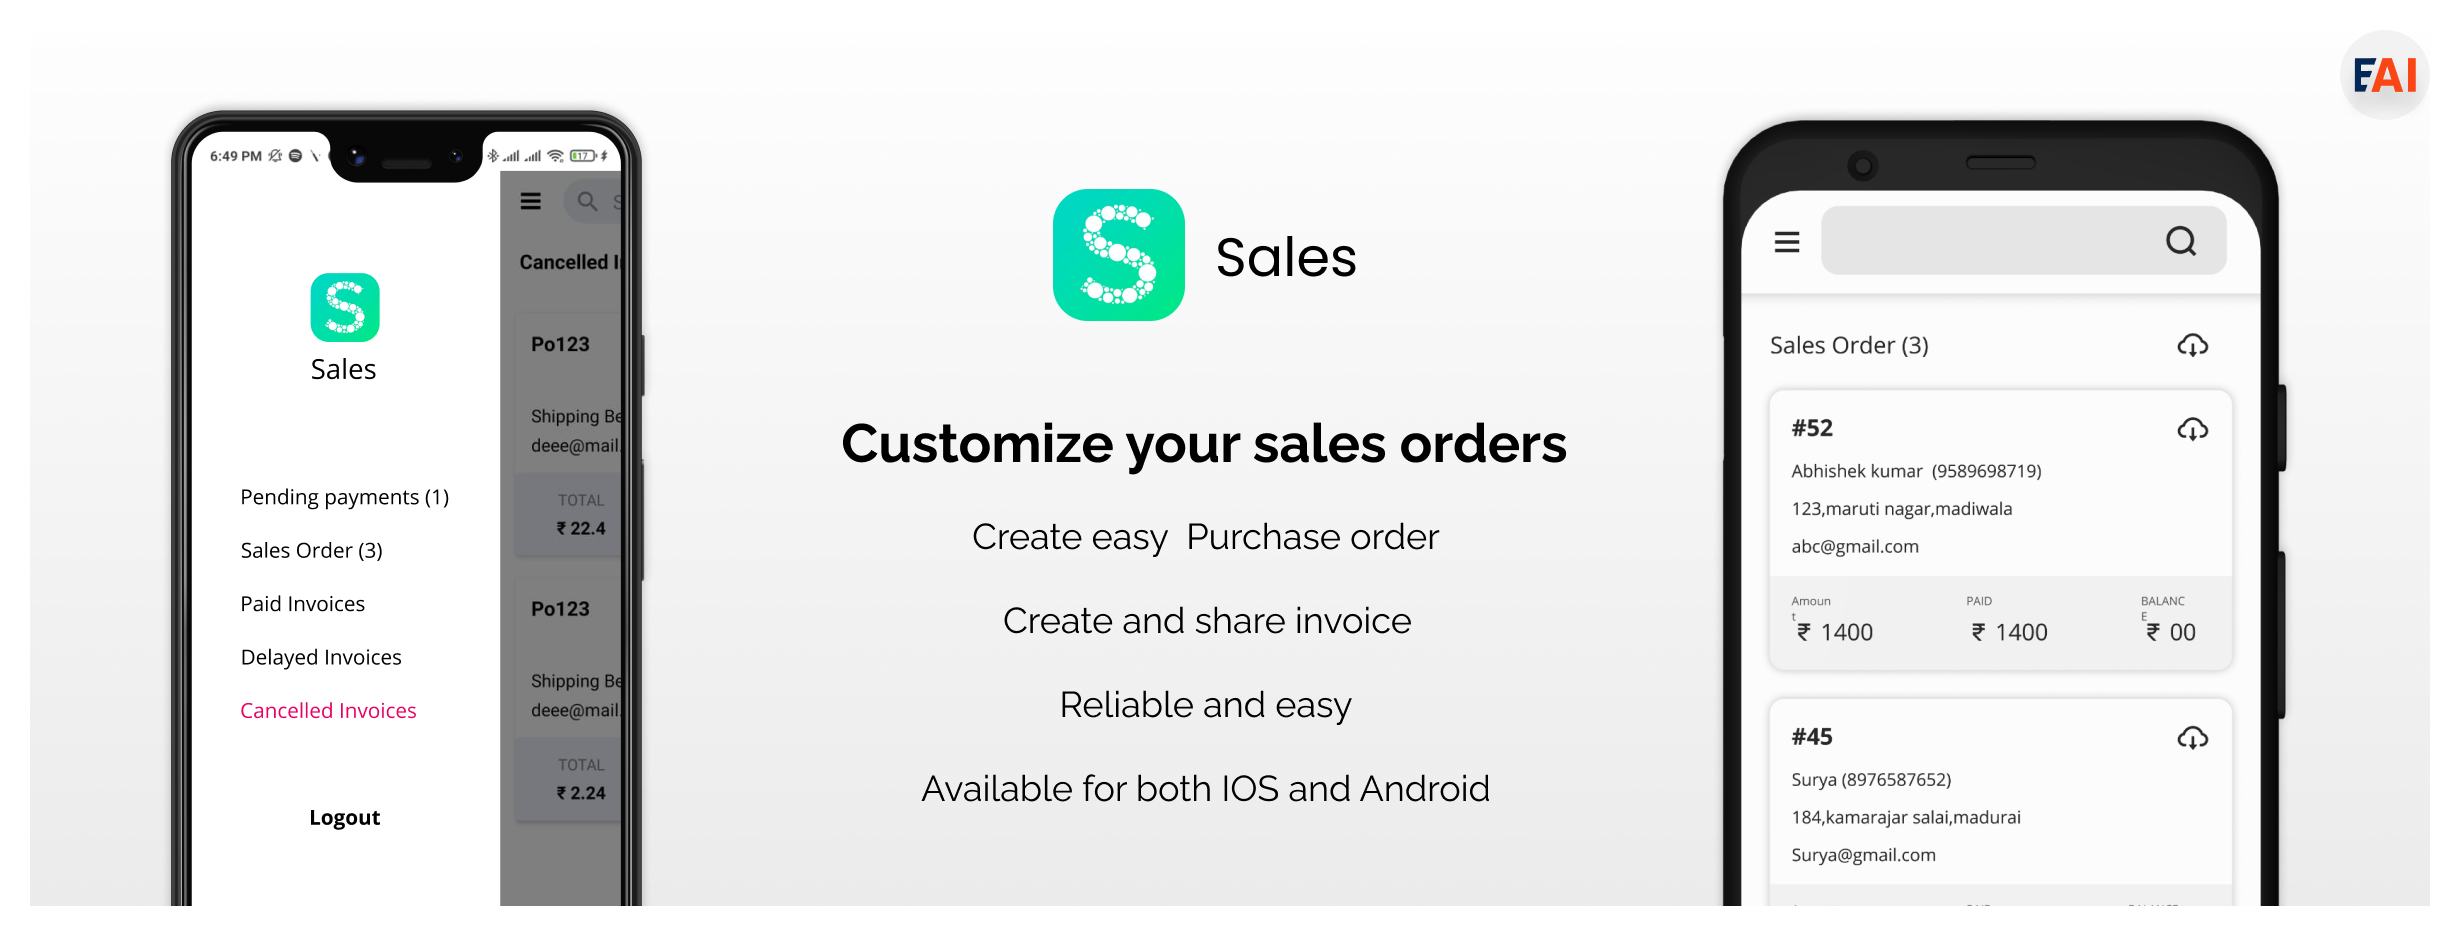 EAI
6:49 PM
17
Sales
Pending payments (1)
Sales Order (3)
Paid Invoices
Delayed Invoices
Cancelled Invoices
Logout
S
Cancelled I
Po123
Shipping Be
deee@mail.
TOTAL
₹ 22.4
Po123
Shipping Be
deee@mail.
TOTAL
₹ 2.24
Sales
Customize your sales orders
Create easy Purchase order
Create and share invoice
Reliable and easy
Available for both IOS and Android
Sales Order (3)
#52
Abhishek kumar (9589698719)
123,maruti nagar,madiwala
abc@gmail.com
Amoun PAID BALANC
t E
₹ 1400 ₹ 1400 ₹ 00
#45
Surya (8976587652)
184,kamarajar salai,madurai
Surya@gmail.com